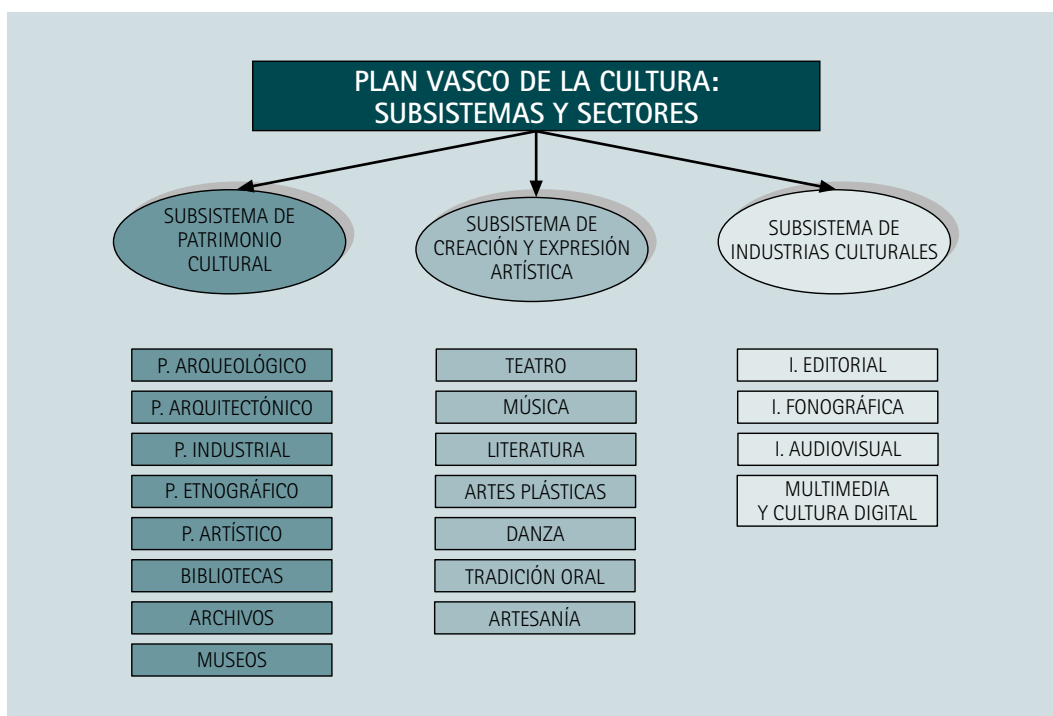 PLAN VASCO DE LA CULTURA:
SUBSISTEMAS Y SECTORES
SUBSISTEMA DE
PATRIMONIO
CULTURAL
P. ARQUEOLÓGICO
P. ARQUITECTÓNICO
P. INDUSTRIAL
P. ETNOGRÁFICO
P. ARTÍSTICO
BIBLIOTECAS
ARCHIVOS
MUSEOS
SUBSISTEMA DE
CREACIÓN Y EXPRESIÓN
ARTÍSTICA
TEATRO
MÚSICA
LITERATURA
ARTES PLÁSTICAS
DANZA
TRADICIÓN ORAL
ARTESANÍA
SUBSISTEMA DE
INDUSTRIAS CULTURALES
I. EDITORIAL
I. FONOGRÁFICA
I. AUDIOVISUAL
MULTIMEDIA
Y CULTURA DIGITAL